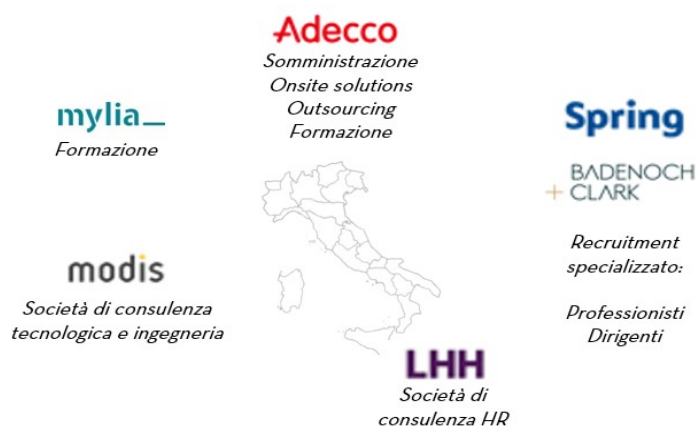 Adecco
Somministrazione
Onsite solutions
Outsourcing
Formazione
mylia_
Formazione
Spring
BADENOCH
+ CLARK
Recruitment
specializzato:
Professionisti
Dirigenti
modis
Società di consulenza
tecnologica e ingegneria
LHH
Società di
consulenza HR